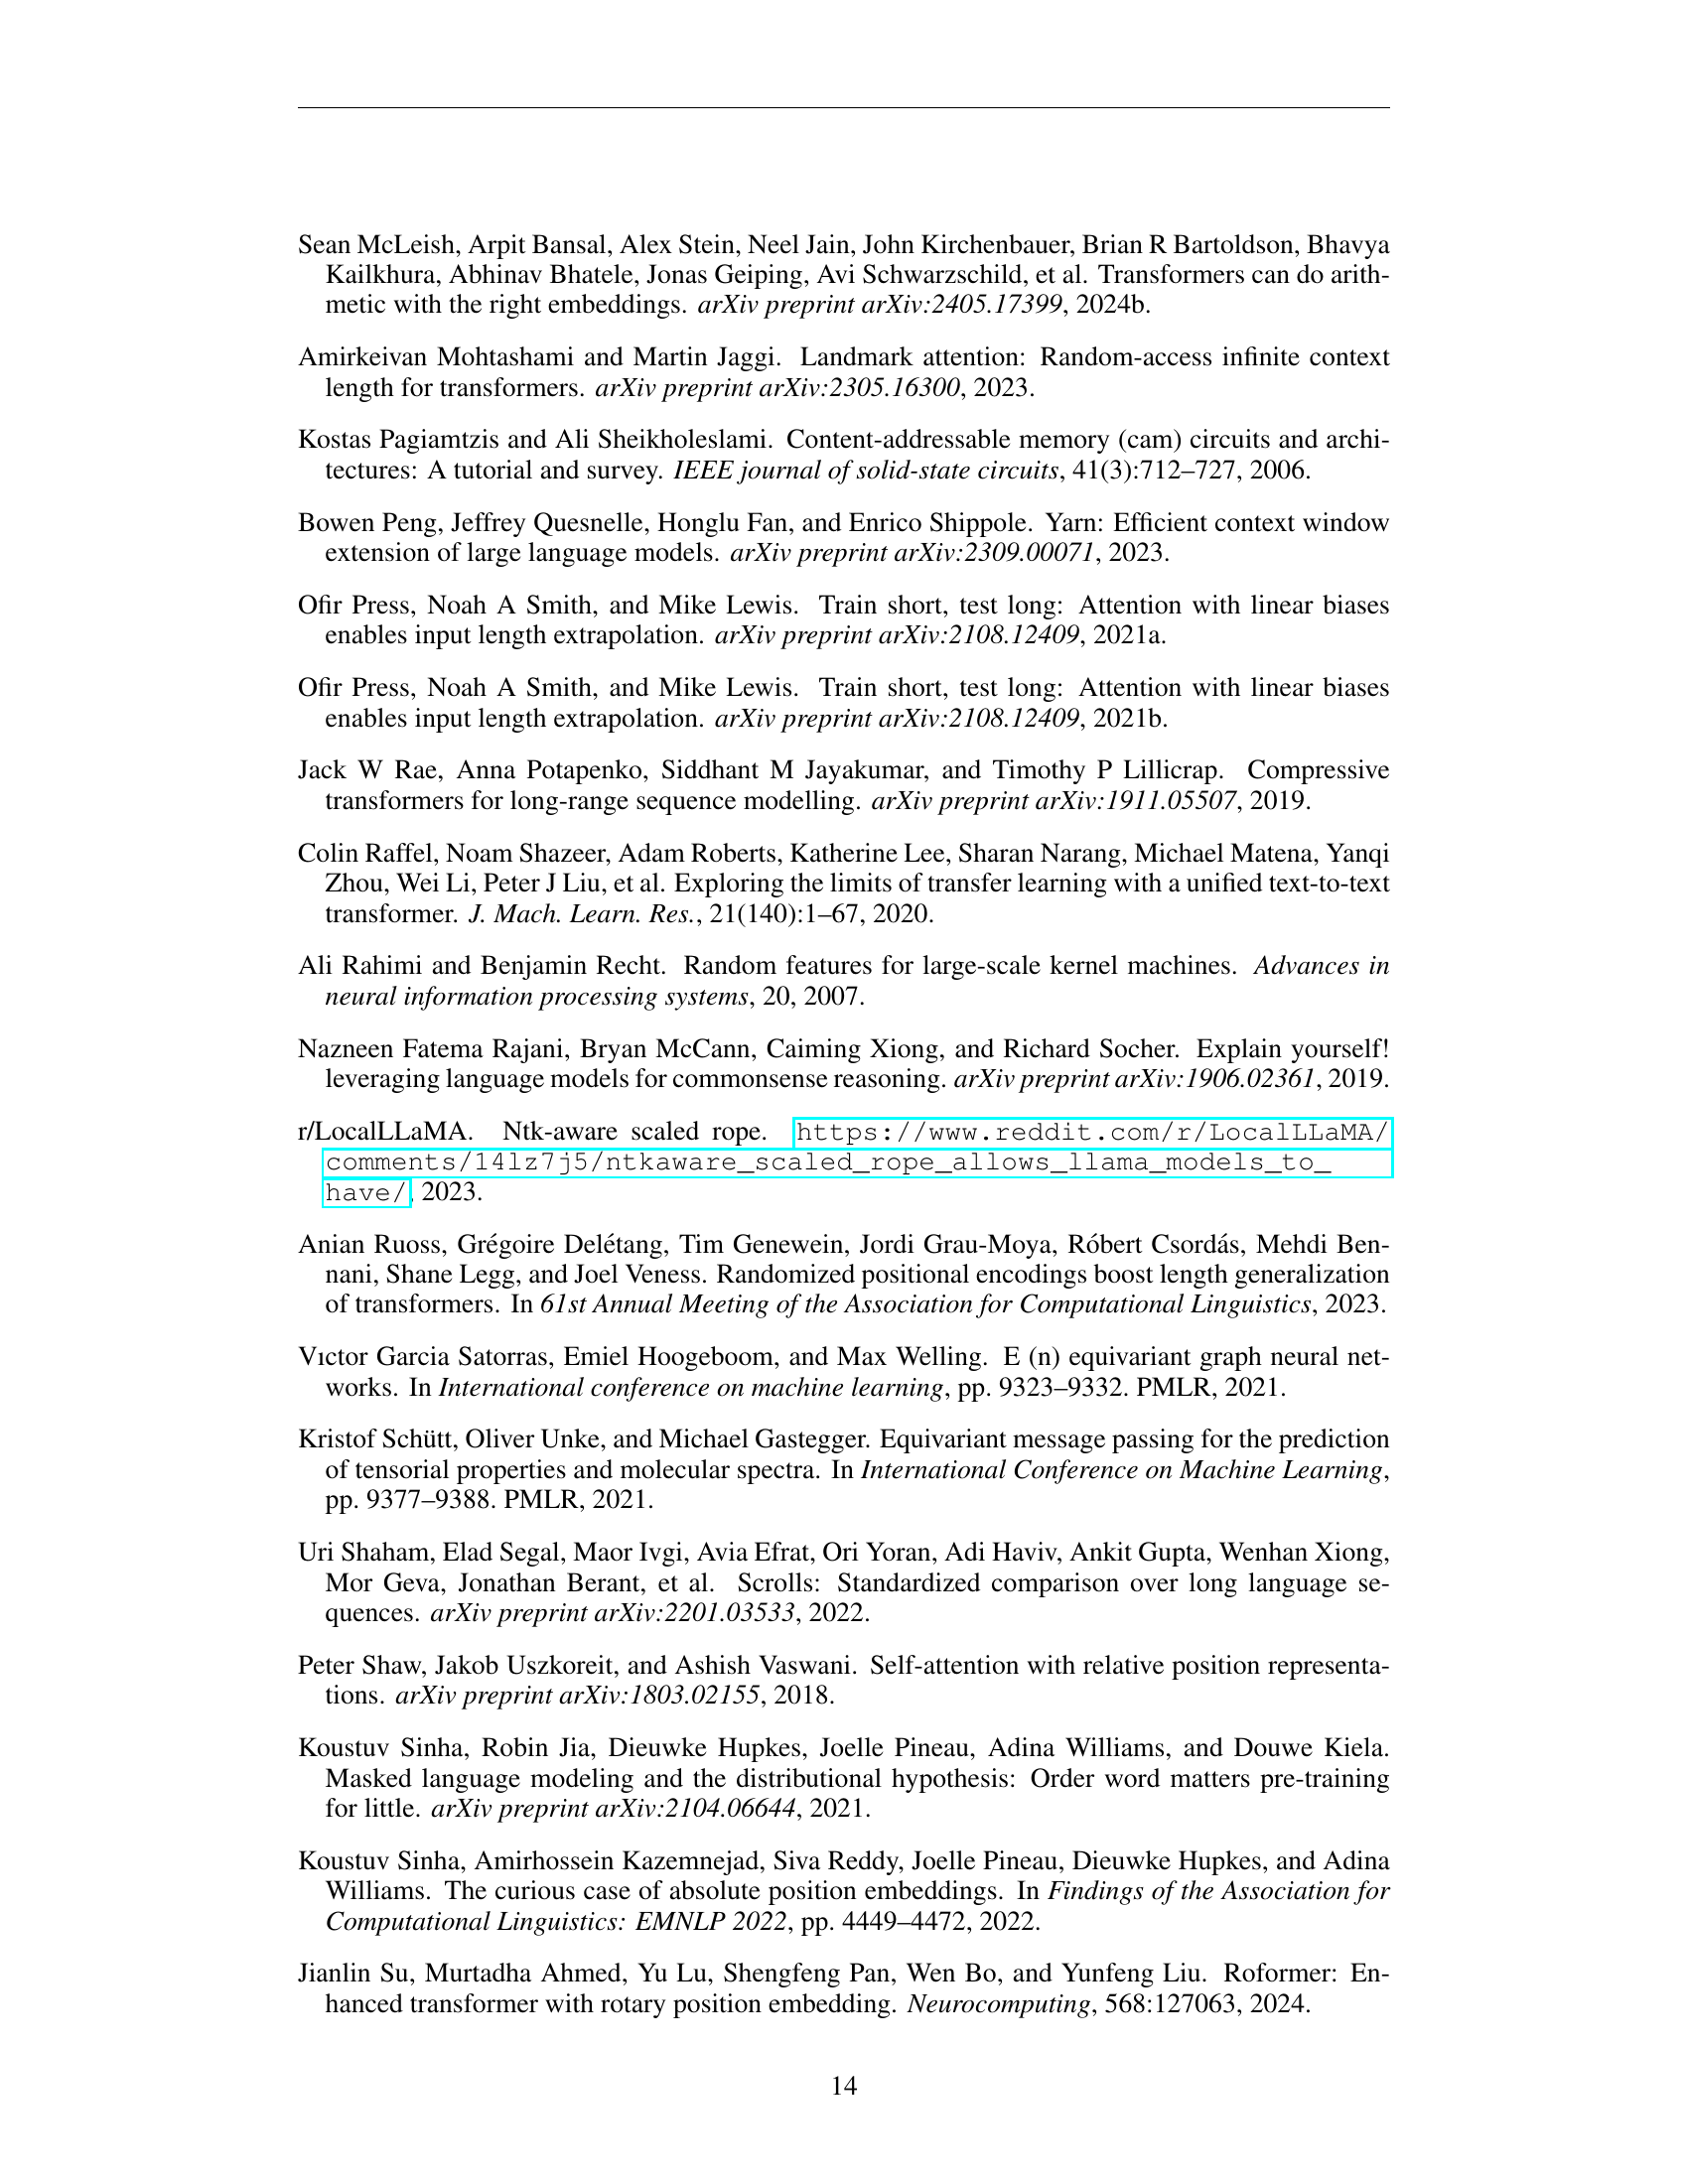 Sean McLeish, Arpit Bansal, Alex Stein, Neel Jain, John Kirchenbauer, Brian R Bartoldson, Bhavya
Kailkhura, Abhinav Bhatele, Jonas Geiping, Avi Schwarzschild, et al. Transformers can do arith-
metic with the right embeddings. arXiv preprint arXiv:2405.17399, 2024b.
Amirkeivan Mohtashami and Martin Jaggi. Landmark attention: Random-access infinite context
length for transformers. arXiv preprint arXiv:2305.16300, 2023.
Kostas Pagiamtzis and Ali Sheikholeslami. Content-addressable memory (cam) circuits and archi-
tectures: A tutorial and survey. IEEE journal of solid-state circuits, 41(3):712–727, 2006.
Bowen Peng, Jeffrey Quesnelle, Honglu Fan, and Enrico Shippole. Yarn: Efficient context window
extension of large language models. arXiv preprint arXiv:2309.00071, 2023.
Ofir Press, Noah A Smith, and Mike Lewis. Train short, test long: Attention with linear biases
enables input length extrapolation. arXiv preprint arXiv:2108.12409, 2021a.
Ofir Press, Noah A Smith, and Mike Lewis. Train short, test long: Attention with linear biases
enables input length extrapolation. arXiv preprint arXiv:2108.12409, 2021b.
Jack W Rae, Anna Potapenko, Siddhant M Jayakumar, and Timothy P Lillicrap. Compressive
transformers for long-range sequence modelling. arXiv preprint arXiv:1911.05507, 2019.
Colin Raffel, Noam Shazeer, Adam Roberts, Katherine Lee, Sharan Narang, Michael Matena, Yanqi
Zhou, Wei Li, Peter J Liu, et al. Exploring the limits of transfer learning with a unified text-to-text
transformer. J. Mach. Learn. Res., 21(140):1–67, 2020.
Ali Rahimi and Benjamin Recht. Random features for large-scale kernel machines. Advances in
neural information processing systems, 20, 2007.
Nazneen Fatema Rajani, Bryan McCann, Caiming Xiong, and Richard Socher. Explain yourself!
leveraging language models for commonsense reasoning. arXiv preprint arXiv:1906.02361, 2019.
r/LocalLLaMA. Ntk-aware scaled rope. https://www.reddit.com/r/LocalLLaMA/
comments/14lz7j5/ntkaware_scaled_rope_allows_llama_models_to_
have/, 2023.
Anian Ruoss, Grégoire Delétang, Tim Genewein, Jordi Grau-Moya, Róbert Csordás, Mehdi Ben-
nani, Shane Legg, and Joel Veness. Randomized positional encodings boost length generalization
of transformers. In 61st Annual Meeting of the Association for Computational Linguistics, 2023.
Vıctor Garcia Satorras, Emiel Hoogeboom, and Max Welling. E (n) equivariant graph neural net-
works. In International conference on machine learning, pp. 9323–9332. PMLR, 2021.
Kristof Schütt, Oliver Unke, and Michael Gastegger. Equivariant message passing for the prediction
of tensorial properties and molecular spectra. In International Conference on Machine Learning,
pp. 9377–9388. PMLR, 2021.
Uri Shaham, Elad Segal, Maor Ivgi, Avia Efrat, Ori Yoran, Adi Haviv, Ankit Gupta, Wenhan Xiong,
Mor Geva, Jonathan Berant, et al. Scrolls: Standardized comparison over long language se-
quences. arXiv preprint arXiv:2201.03533, 2022.
Peter Shaw, Jakob Uszkoreit, and Ashish Vaswani. Self-attention with relative position representa-
tions. arXiv preprint arXiv:1803.02155, 2018.
Koustuv Sinha, Robin Jia, Dieuwke Hupkes, Joelle Pineau, Adina Williams, and Douwe Kiela.
Masked language modeling and the distributional hypothesis: Order word matters pre-training
for little. arXiv preprint arXiv:2104.06644, 2021.
Koustuv Sinha, Amirhossein Kazemnejad, Siva Reddy, Joelle Pineau, Dieuwke Hupkes, and Adina
Williams. The curious case of absolute position embeddings. In Findings of the Association for
Computational Linguistics: EMNLP 2022, pp. 4449–4472, 2022.
Jianlin Su, Murtadha Ahmed, Yu Lu, Shengfeng Pan, Wen Bo, and Yunfeng Liu. Roformer: En-
hanced transformer with rotary position embedding. Neurocomputing, 568:127063, 2024.
14